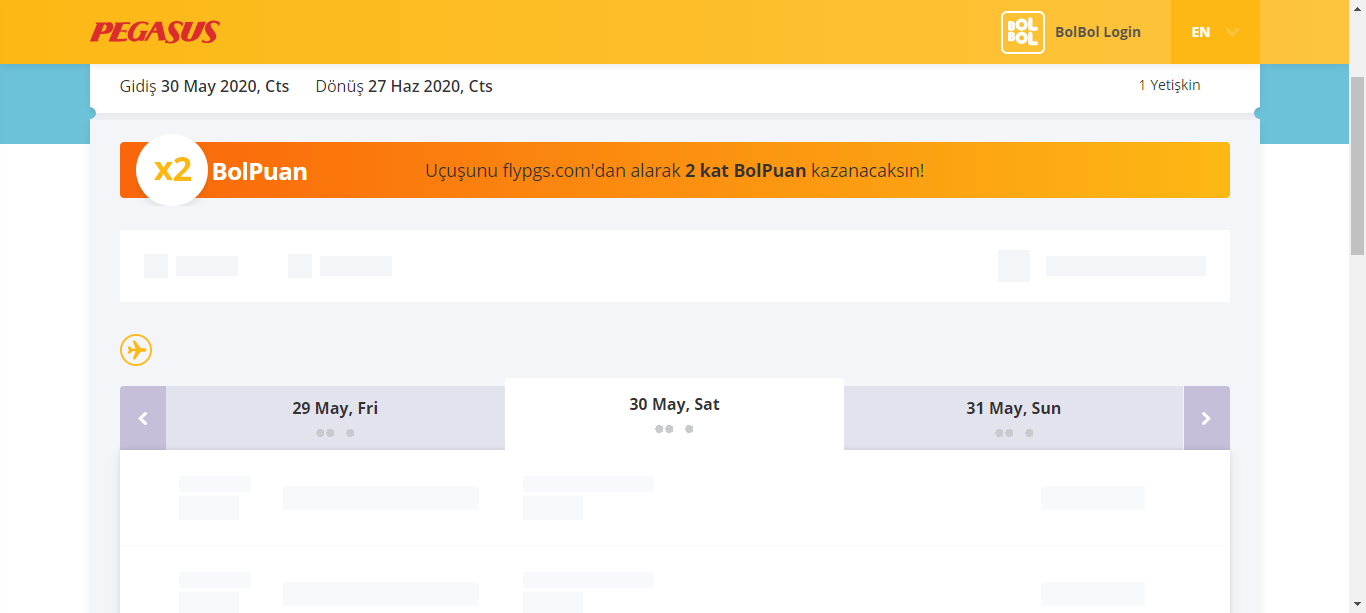 PEGASUS
BOL
BOL
BolBol Login
EN
Gidiş 30 May 2020, Cts
Dönüş 27 Haz 2020, Cts
1 Yetişkin
x2
BolPuan
Uçuşunu flypgs.com'dan alarak 2 kat BolPuan kazanacaksın!
29 May, Fri
30 May, Sat
31 May, Sun